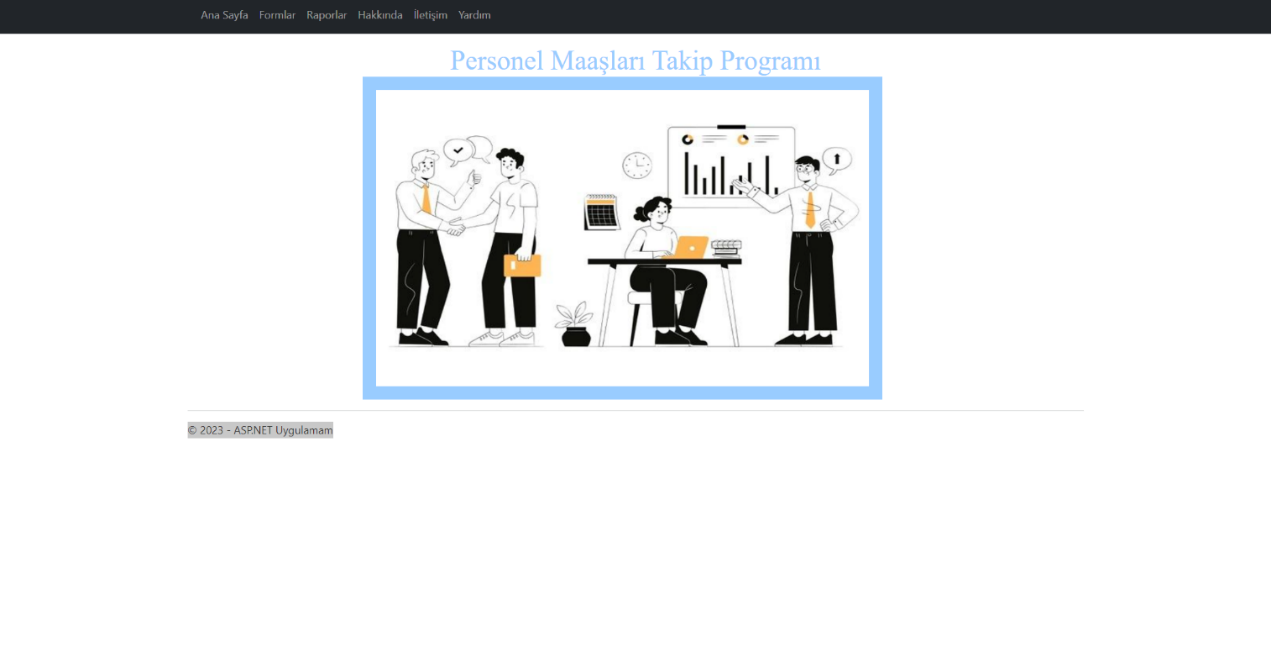 Ana Sayfa Formlar Raporlar Hakkında İletişim Yardım
Personel Maaşları Takip Programı
© 2023 - ASP.NET Uygulamam